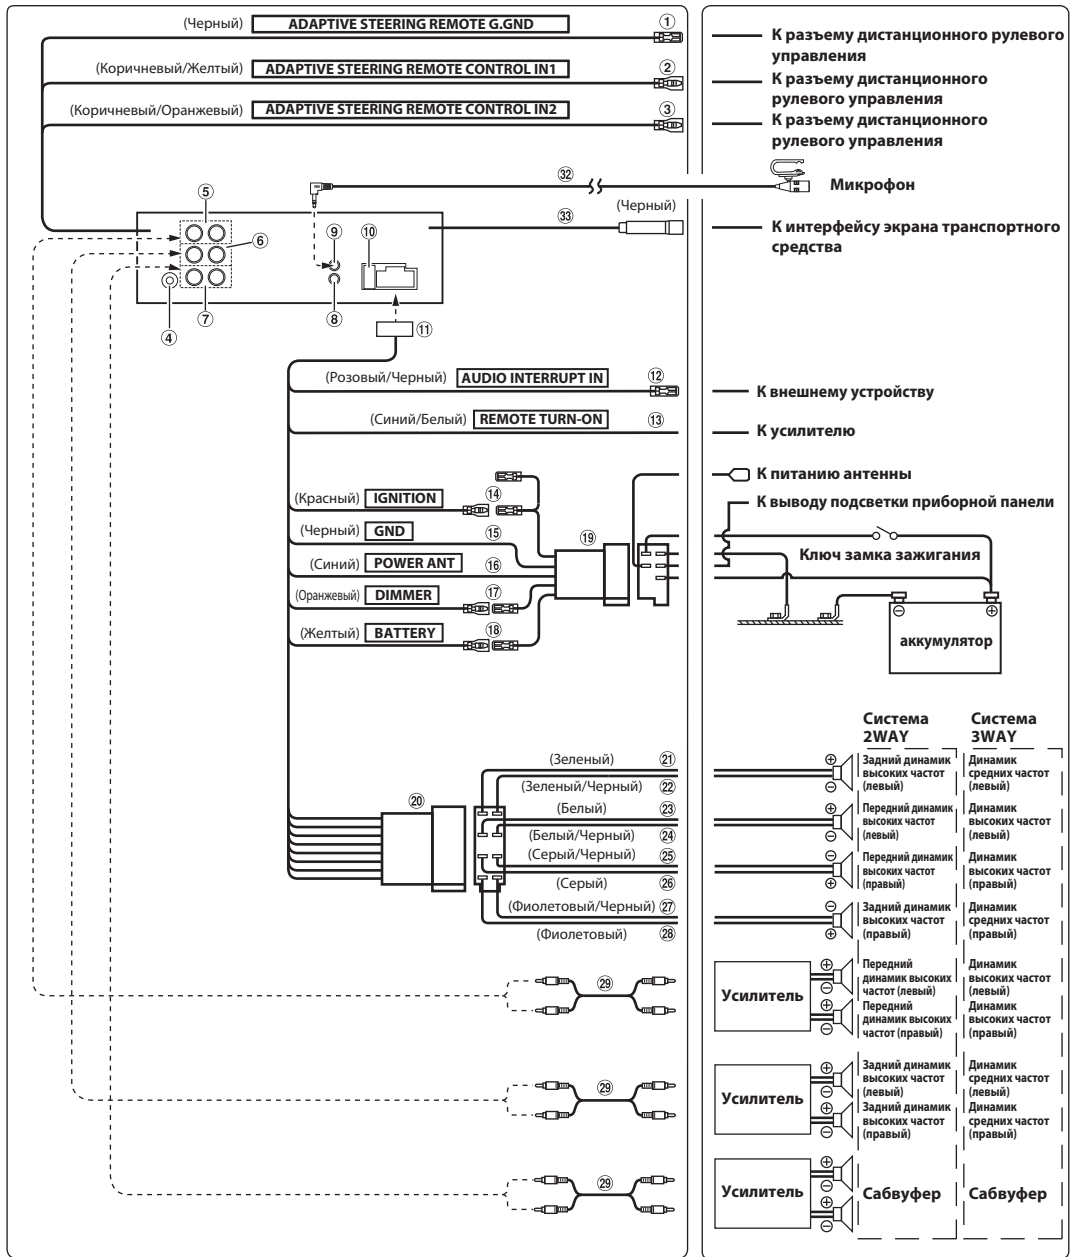 (Черный) ADAPTIVE STEERING REMOTE G.GND ①
К разъему дистанционного рулевого
управления
(Коричневый/Желтый) ADAPTIVE STEERING REMOTE CONTROL IN1 ②
К разъему дистанционного
рулевого управления
(Коричневый/Оранжевый) ADAPTIVE STEERING REMOTE CONTROL IN2 ③
К разъему дистанционного
рулевого управления
㉜
Микрофон
(Черный)
㉝
К интерфейсу экрана транспортного
средства
⑤
⑥
⑨ ⑩
④ ⑦ ⑧
⑪
(Розовый/Черный) AUDIO INTERRUPT IN ⑫
К внешнему устройству
(Синий/Белый) REMOTE TURN-ON ⑬
К усилителю
К питанию антенны
(Красный) IGNITION ⑭
К выводу подсветки приборной панели
(Черный) GND ⑮
⑲
Ключ замка зажигания
(Синий) POWER ANT ⑯
(Оранжевый) DIMMER ⑰
⊖ ⊕
(Желтый) BATTERY ⑱
аккумулятор
Система
2WAY
Система
3WAY
(Зеленый) ㉑
(Зеленый/Черный) ㉒
⊕
⊖
Задний динамик
высоких частот
(левый)
Динамик
средних частот
(левый)
⑳
(Белый) ㉓
(Белый/Черный) ㉔
⊕
⊖
Передний динамик
высоких частот
(левый)
Динамик
высоких частот
(левый)
(Серый/Черный) ㉕
(Серый) ㉖
⊖
⊕
Передний динамик
высоких частот
(правый)
Динамик
высоких частот
(правый)
(Фиолетовый/Черный) ㉗
(Фиолетовый) ㉘
⊖
⊕
Задний динамик
высоких частот
(правый)
Динамик
средних частот
(правый)
㉙
Усилитель
⊕
⊖
Передний
динамик высоких
частот (левый)
Динамик
высоких частот
(левый)
⊕
⊖
Передний
динамик высоких
частот (правый)
Динамик
высоких частот
(правый)
㉙
Усилитель
⊕
⊖
Задний динамик
высоких частот
(левый)
Динамик
средних частот
(левый)
⊕
⊖
Задний динамик
высоких частот
(правый)
Динамик
средних частот
(правый)
㉙
Усилитель
⊕
⊖
⊕
⊖
Сабвуфер
Сабвуфер